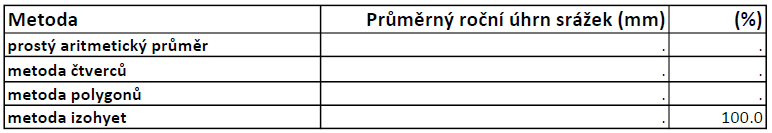 Metoda Průměrný roční úhrn srážek (mm) (%)
prostý aritmetický průměr . .
metoda čtverců . .
metoda polygonů . .
metoda izohyet . 100.0